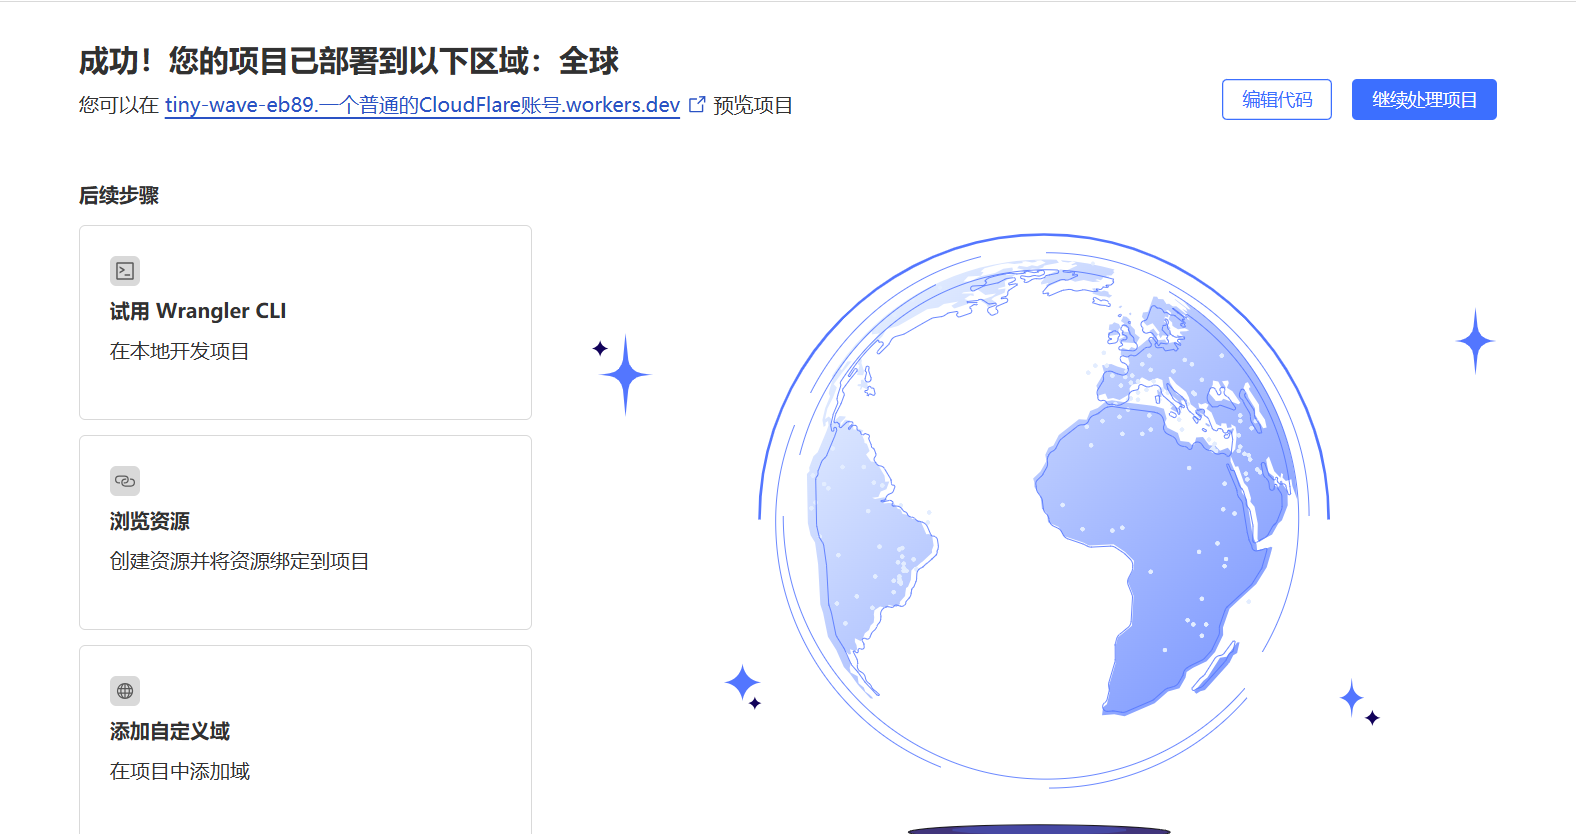 成功！您的项目已部署到以下区域：全球
您可以在 tiny-wave-eb89.一个普通的CloudFlare账号.workers.dev 预览项目
编辑代码
继续处理项目
后续步骤
试用 Wrangler CLI
在本地开发项目
浏览资源
创建资源并将资源绑定到项目
添加自定义域
在项目中添加域